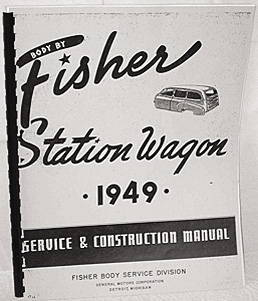 BODY BY
Fisher
Station Wagon
·1949·
SERVICE & CONSTRUCTION MANUAL
FISHER BODY SERVICE DIVISION
GENERAL MOTORS CORPORATION
DETROIT, MICHIGAN